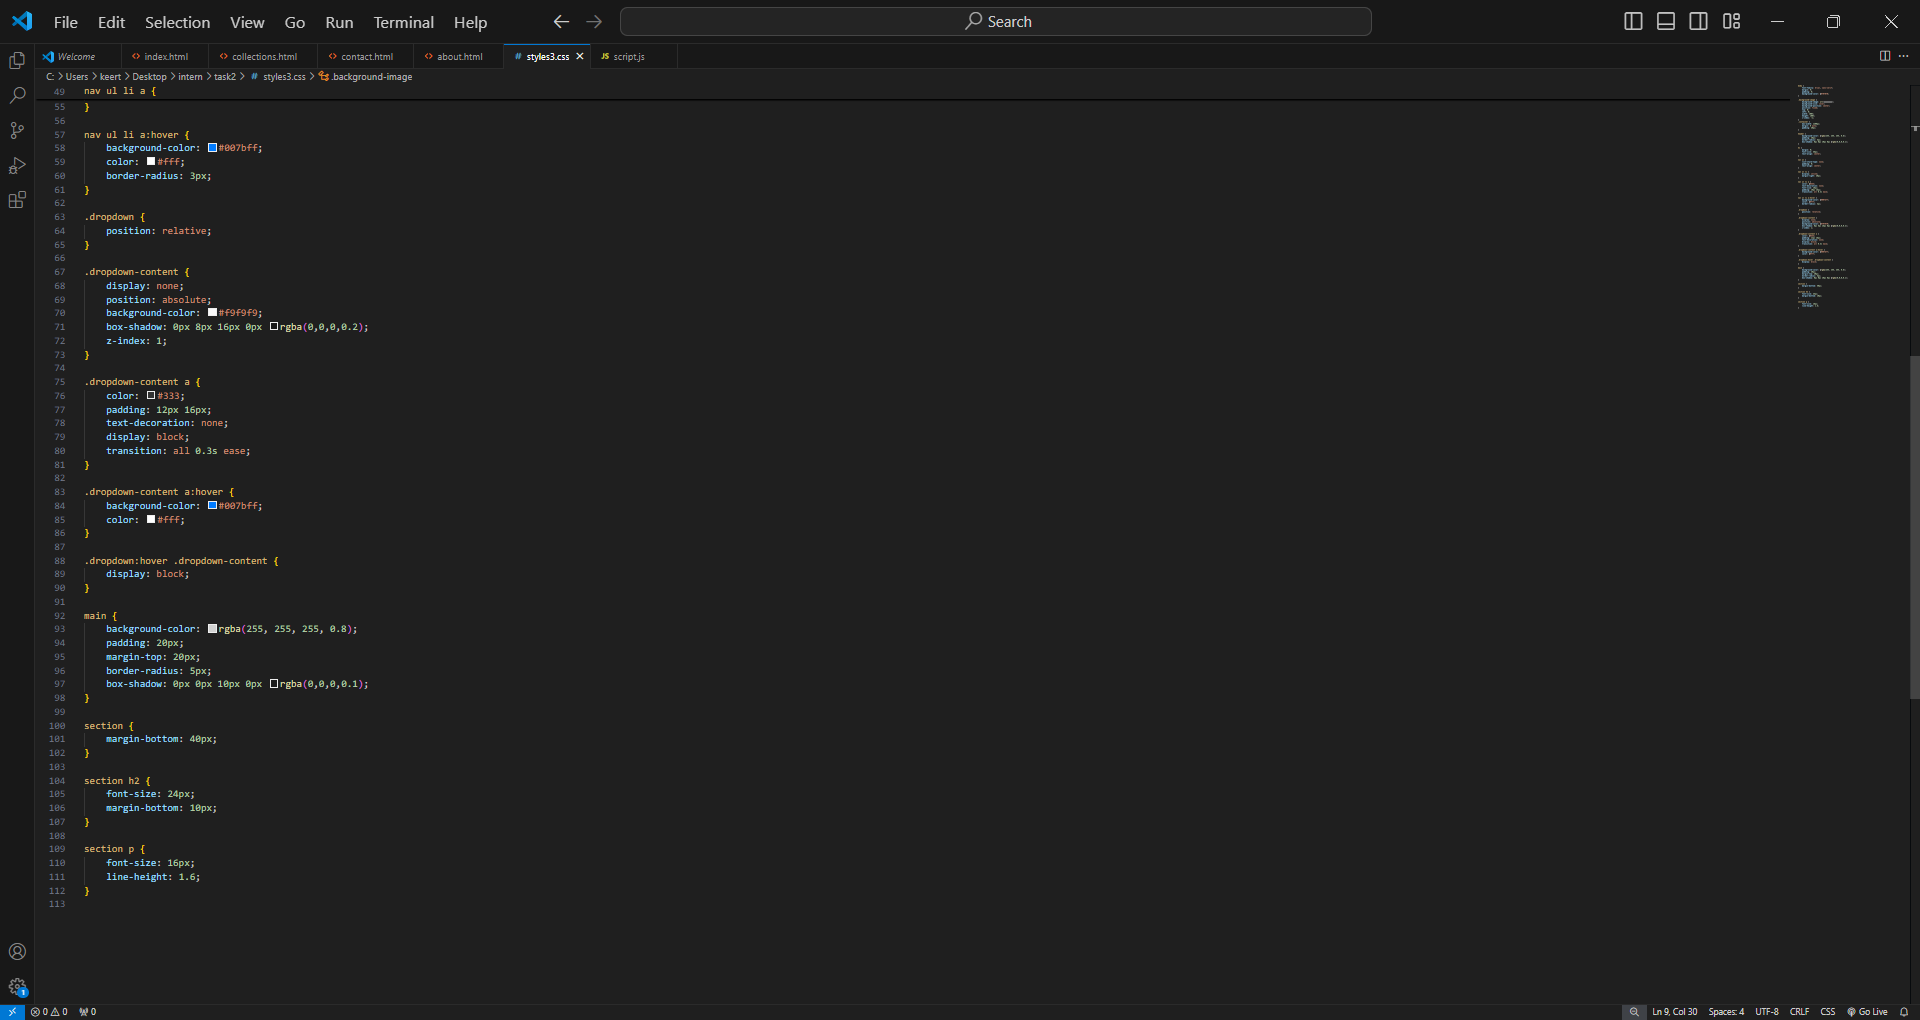 File Edit Selection View Go Run Terminal Help Search
Welcome index.html collections.html contact.html about.html # styles3.css JS script.js
C: > Users > keert > Desktop > intern > task2 > # styles3.css > .background-image
49 nav ul li a {
55 }
56
57 nav ul li a:hover {
58 background-color: #007bff;
59 color: #fff;
60 border-radius: 3px;
61 }
62
63 .dropdown {
64 position: relative;
65 }
66
67 .dropdown-content {
68 display: none;
69 position: absolute;
70 background-color: #f9f9f9;
71 box-shadow: 0px 8px 16px 0px rgba(0,0,0,0.2);
72 z-index: 1;
73 }
74
75 .dropdown-content a {
76 color: #333;
77 padding: 12px 16px;
78 text-decoration: none;
79 display: block;
80 transition: all 0.3s ease;
81 }
82
83 .dropdown-content a:hover {
84 background-color: #007bff;
85 color: #fff;
86 }
87
88 .dropdown:hover .dropdown-content {
89 display: block;
90 }
91
92 main {
93 background-color: rgba(255, 255, 255, 0.8);
94 padding: 20px;
95 margin-top: 20px;
96 border-radius: 5px;
97 box-shadow: 0px 0px 10px 0px rgba(0,0,0,0.1);
98 }
99
100 section {
101 margin-bottom: 40px;
102 }
103
104 section h2 {
105 font-size: 24px;
106 margin-bottom: 10px;
107 }
108
109 section p {
110 font-size: 16px;
111 line-height: 1.6;
112 }
113
0 0 0 Ln 9, Col 30 Spaces: 4 UTF-8 CRLF CSS Go Live